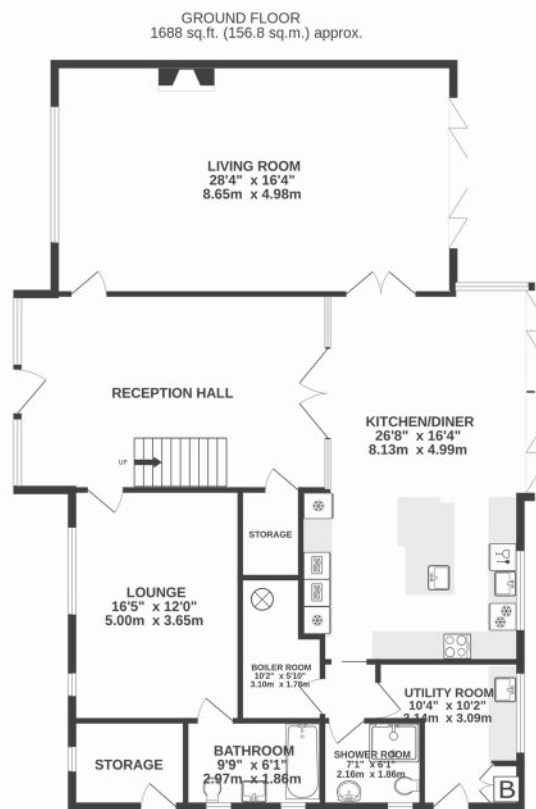 GROUND FLOOR
1688 sq.ft. (156.8 sq.m.) approx.
LIVING ROOM
28'4" x 16'4"
8.65m x 4.98m
RECEPTION HALL
KITCHEN/DINER
26'8" x 16'4"
8.13m x 4.99m
UP
STORAGE
LOUNGE
16'5" x 12'0"
5.00m x 3.65m
BOILER ROOM
10'2" x 5'10"
3.10m x 1.78m
UTILITY ROOM
10'4" x 10'2"
3.14m x 3.09m
STORAGE
BATHROOM
9'9" x 6'1"
2.97m x 1.86m
SHOWER ROOM
7'1" x 6'1"
2.16m x 1.86m
B